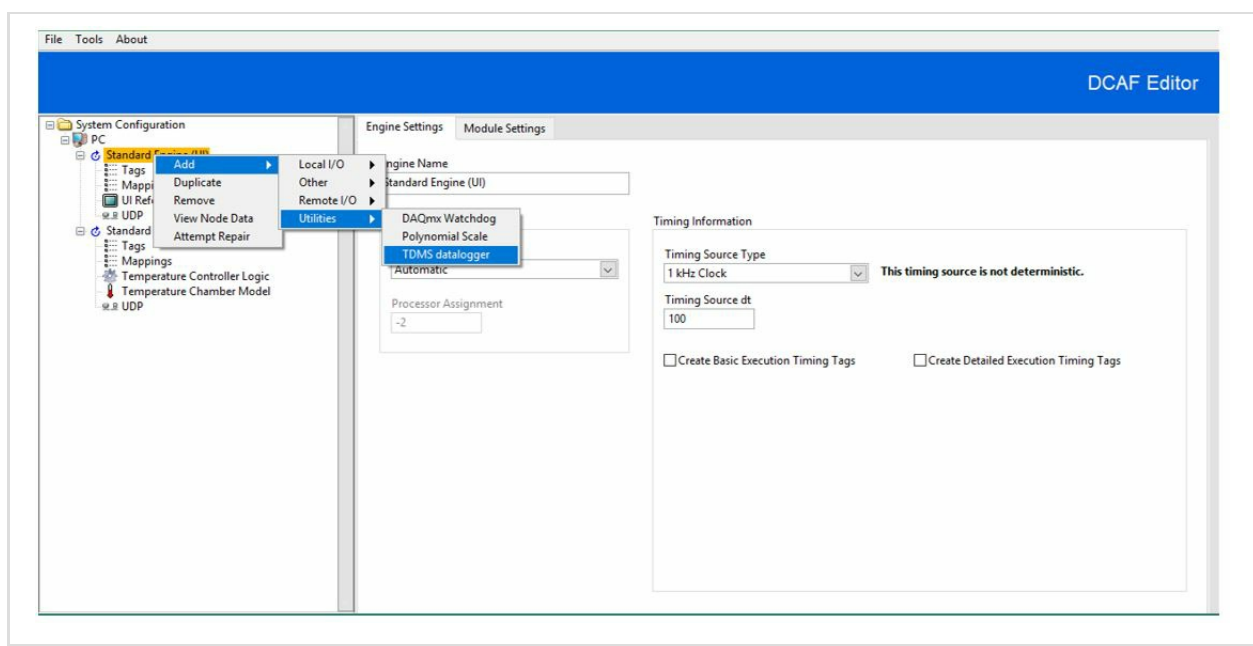 File Tools About
DCAF Editor
System Configuration
PC
Standard Engine (UI)
Tags
Mappi
UI Ref
UDP
Standard
Tags
Mappings
Temperature Controller Logic
Temperature Chamber Model
UDP
Add
Duplicate
Remove
View Node Data
Attempt Repair
Local I/O
Other
Remote I/O
Utilities
DAQmx Watchdog
Polynomial Scale
TDMS datalogger
Engine Settings
Module Settings
ngine Name
Standard Engine (UI)
Automatic
Processor Assignment
-2
Timing Information
Timing Source Type
1 kHz Clock
This timing source is not deterministic.
Timing Source dt
100
Create Basic Execution Timing Tags
Create Detailed Execution Timing Tags